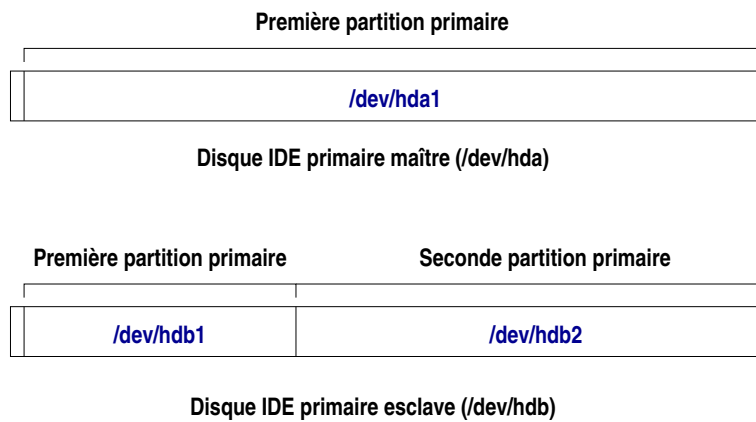 Première partition primaire
/dev/hda1
Disque IDE primaire maître (/dev/hda)
Première partition primaire Seconde partition primaire
/dev/hdb1 /dev/hdb2
Disque IDE primaire esclave (/dev/hdb)